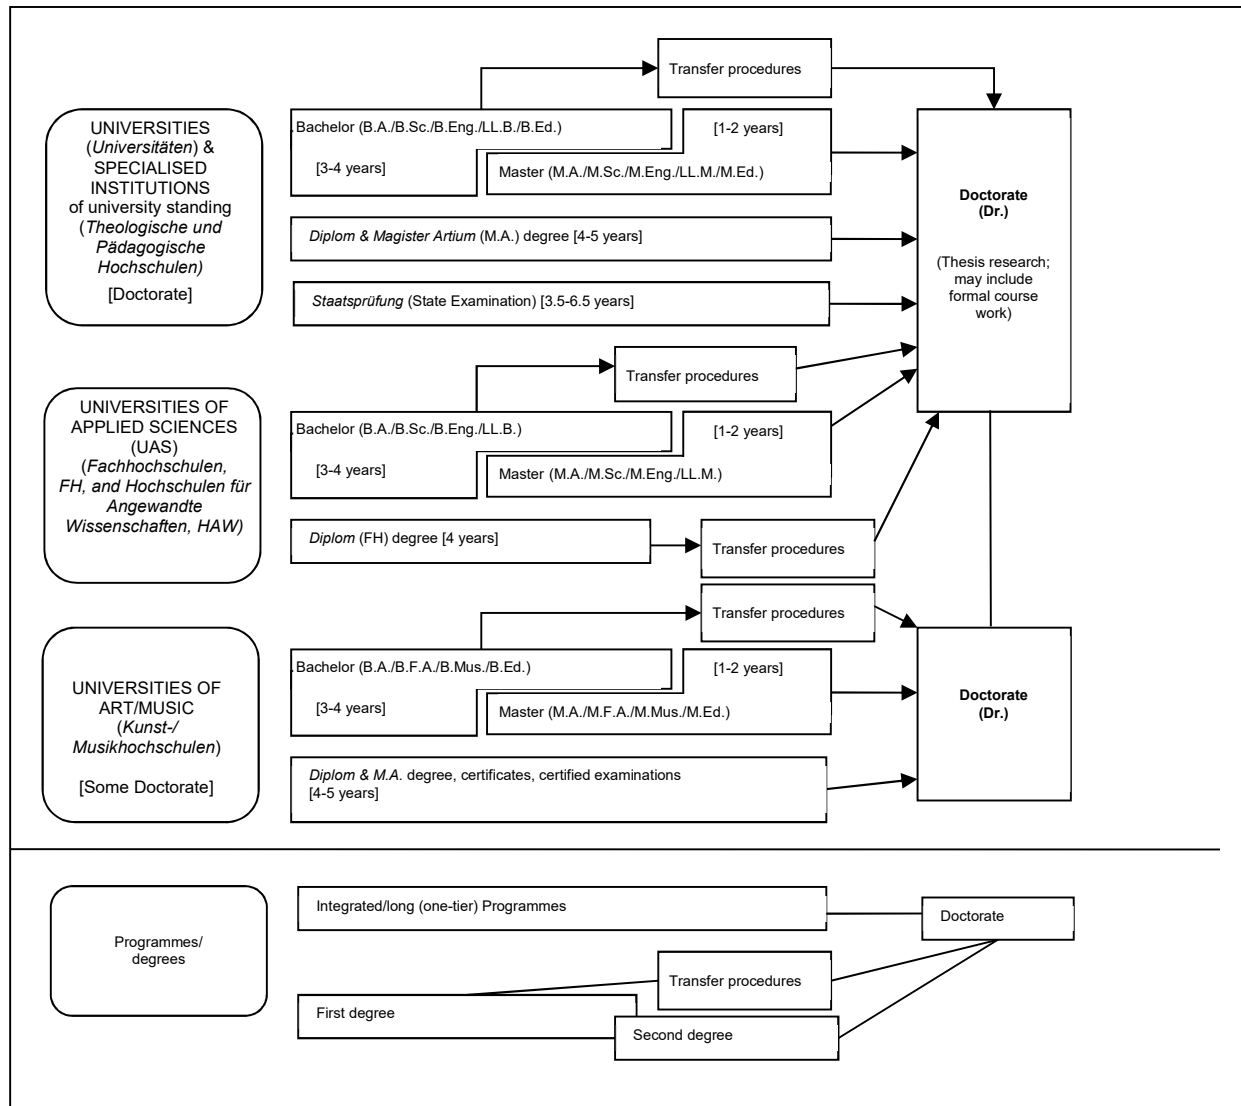 Transfer procedures
UNIVERSITIES
(Universitäten) &
SPECIALISED
INSTITUTIONS
of university standing
(Theologische und
Pädagogische
Hochschulen)
[Doctorate]
Bachelor (B.A./B.Sc./B.Eng./LL.B./B.Ed.)
[1-2 years]
[3-4 years]
Master (M.A./M.Sc./M.Eng./LL.M./M.Ed.)
Diplom & Magister Artium (M.A.) degree [4-5 years]
Staatsprüfung (State Examination) [3.5-6.5 years]
Doctorate
(Dr.)
(Thesis research;
may include
formal course
work)
Transfer procedures
UNIVERSITIES OF
APPLIED SCIENCES
(UAS)
(Fachhochschulen,
FH, and Hochschulen für
Angewandte
Wissenschaften, HAW)
Bachelor (B.A./B.Sc./B.Eng./LL.B.)
[1-2 years]
[3-4 years]
Master (M.A./M.Sc./M.Eng./LL.M.)
Diplom (FH) degree [4 years]
Transfer procedures
Transfer procedures
UNIVERSITIES OF
ART/MUSIC
(Kunst-/
Musikhochschulen)
[Some Doctorate]
Bachelor (B.A./B.F.A./B.Mus./B.Ed.)
[1-2 years]
[3-4 years]
Master (M.A./M.F.A./M.Mus./M.Ed.)
Diplom & M.A. degree, certificates, certified examinations
[4-5 years]
Doctorate
(Dr.)
Programmes/
degrees
Integrated/long (one-tier) Programmes
Doctorate
Transfer procedures
First degree
Second degree